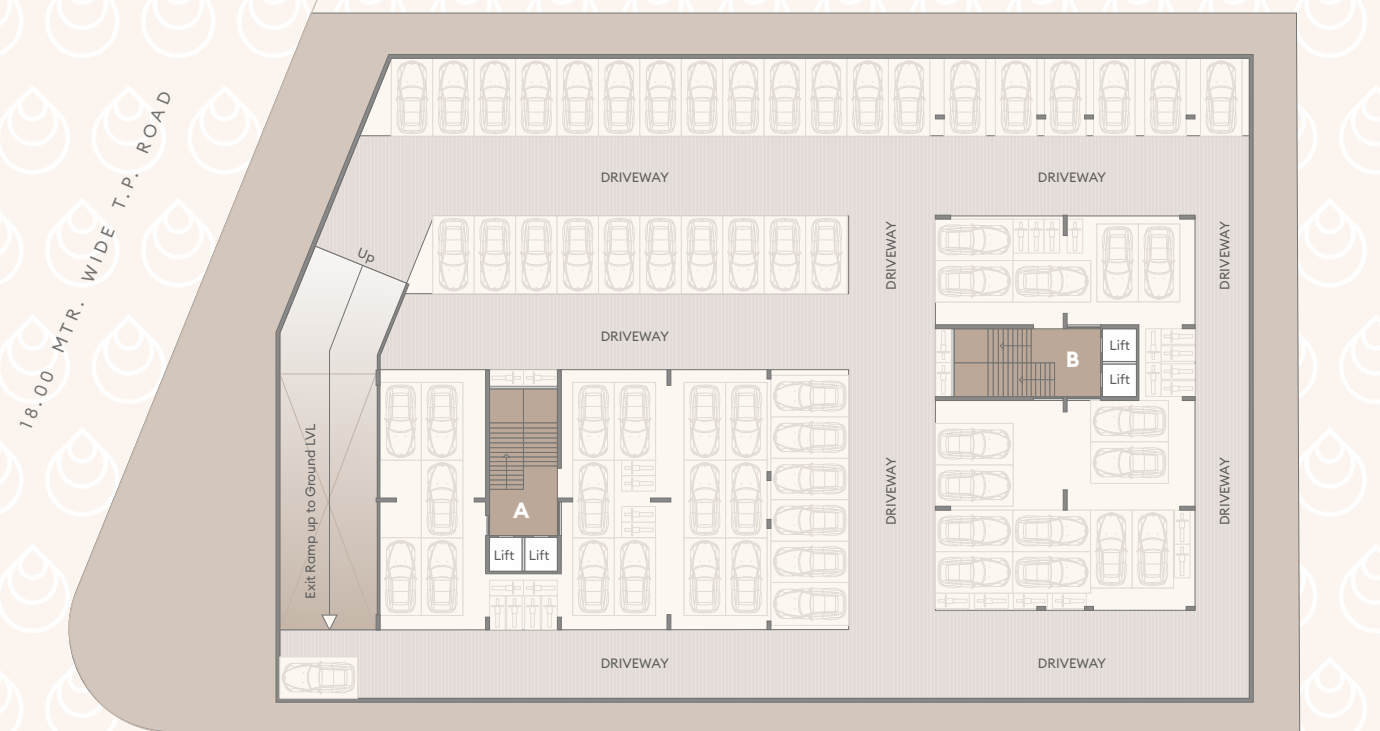 18.00 MTR. WIDE T.P. ROAD
DRIVEWAY
DRIVEWAY
DRIVEWAY
DRIVEWAY
Up
DRIVEWAY
Lift
B
Lift
Exit Ramp up to Ground LVL
DRIVEWAY
DRIVEWAY
A
Lift
Lift
DRIVEWAY
DRIVEWAY